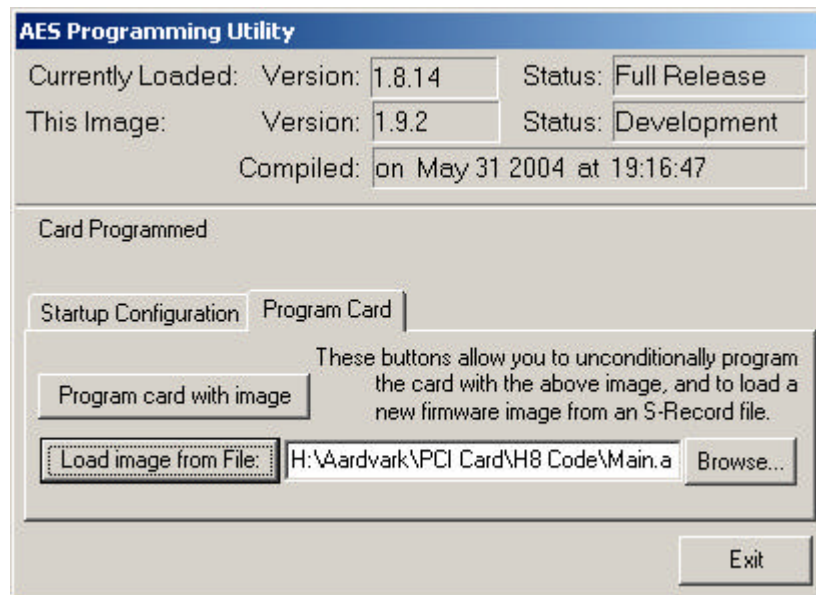 AES Programming Utility
Currently Loaded: Version: 1.8.14 Status: Full Release
This Image: Version: 1.9.2 Status: Development
Compiled: on May 31 2004 at 19:16:47
Card Programmed
Startup Configuration Program Card
These buttons allow you to unconditionally program
the card with the above image, and to load a
new firmware image from an S-Record file.
Program card with image
Load image from File: H:\Aardvark\PCI Card\H8 Code\Main.a Browse...
Exit